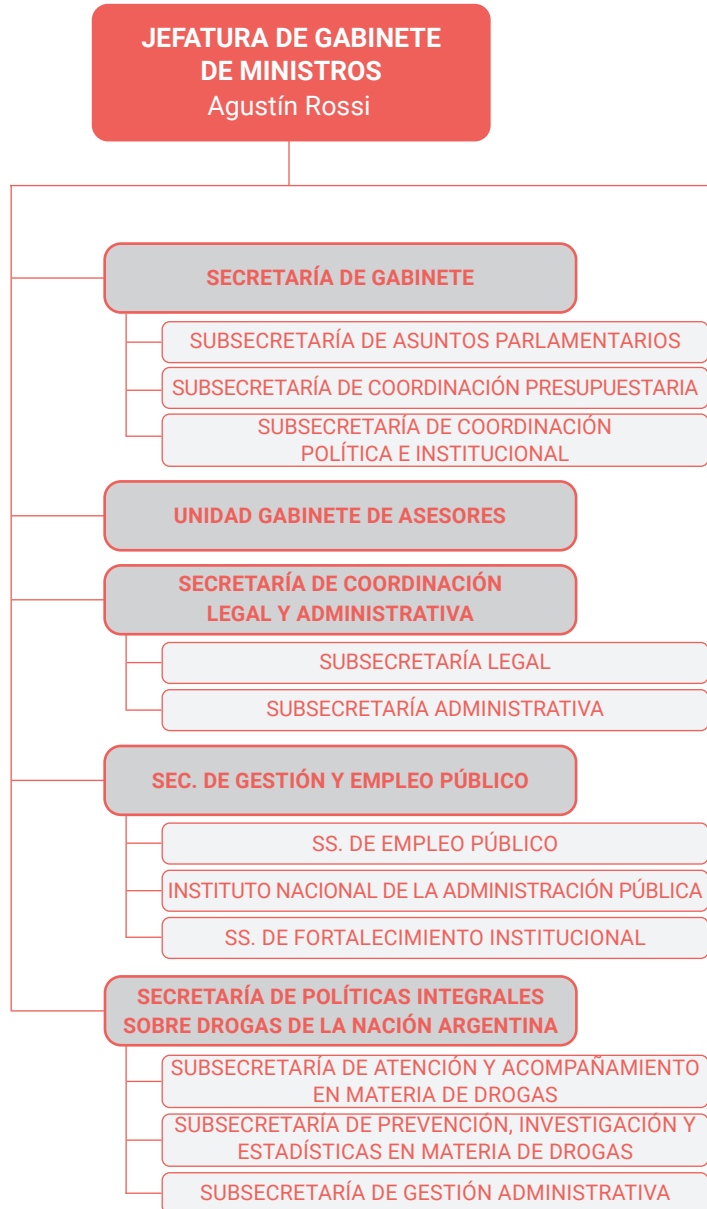 JEFATURA DE GABINETE
DE MINISTROS
Agustín Rossi
SECRETARÍA DE GABINETE
SUBSECRETARÍA DE ASUNTOS PARLAMENTARIOS
SUBSECRETARÍA DE COORDINACIÓN PRESUPUESTARIA
SUBSECRETARÍA DE COORDINACIÓN
POLÍTICA E INSTITUCIONAL
UNIDAD GABINETE DE ASESORES
SECRETARÍA DE COORDINACIÓN
LEGAL Y ADMINISTRATIVA
SUBSECRETARÍA LEGAL
SUBSECRETARÍA ADMINISTRATIVA
SEC. DE GESTIÓN Y EMPLEO PÚBLICO
SS. DE EMPLEO PÚBLICO
INSTITUTO NACIONAL DE LA ADMINISTRACIÓN PÚBLICA
SS. DE FORTALECIMIENTO INSTITUCIONAL
SECRETARÍA DE POLÍTICAS INTEGRALES
SOBRE DROGAS DE LA NACIÓN ARGENTINA
SUBSECRETARÍA DE ATENCIÓN Y ACOMPAÑAMIENTO
EN MATERIA DE DROGAS
SUBSECRETARÍA DE PREVENCIÓN, INVESTIGACIÓN Y
ESTADÍSTICAS EN MATERIA DE DROGAS
SUBSECRETARÍA DE GESTIÓN ADMINISTRATIVA